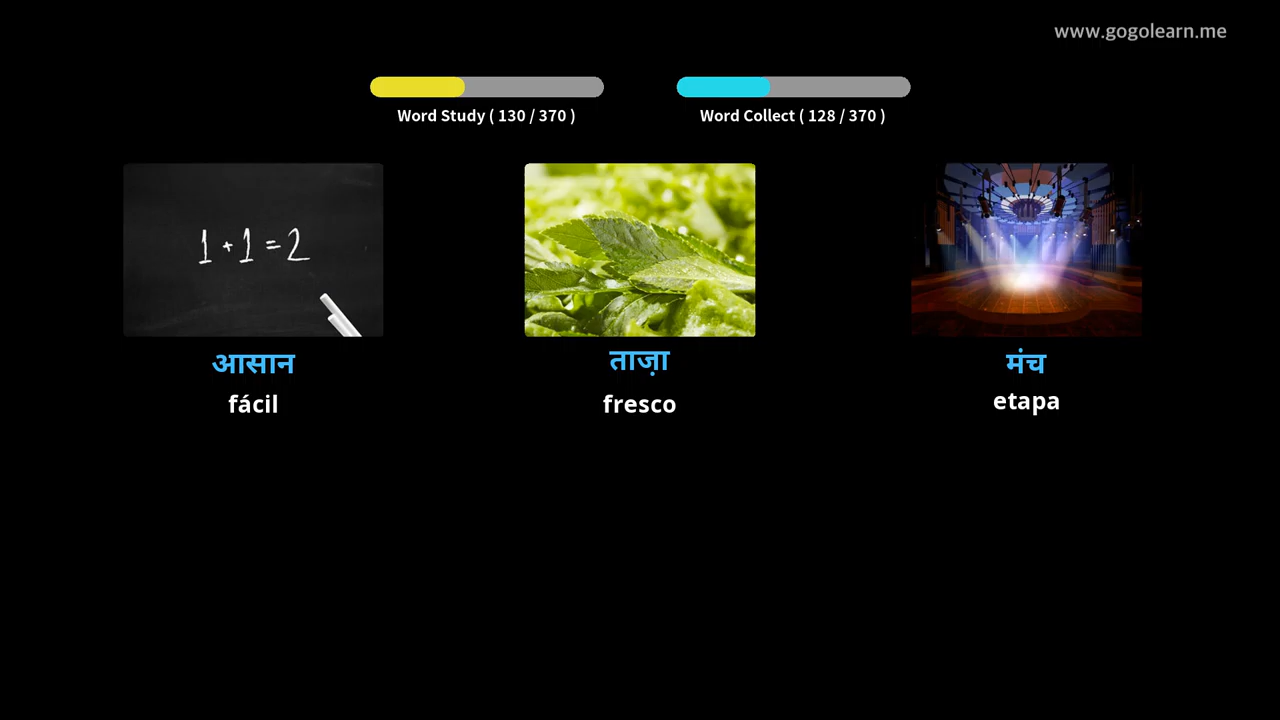 www.gogolearn.me
Word Study ( 130 / 370 )
Word Collect ( 128 / 370 )
1 + 1 = 2
आसान
ताज़ा
मंच
fácil
fresco
etapa